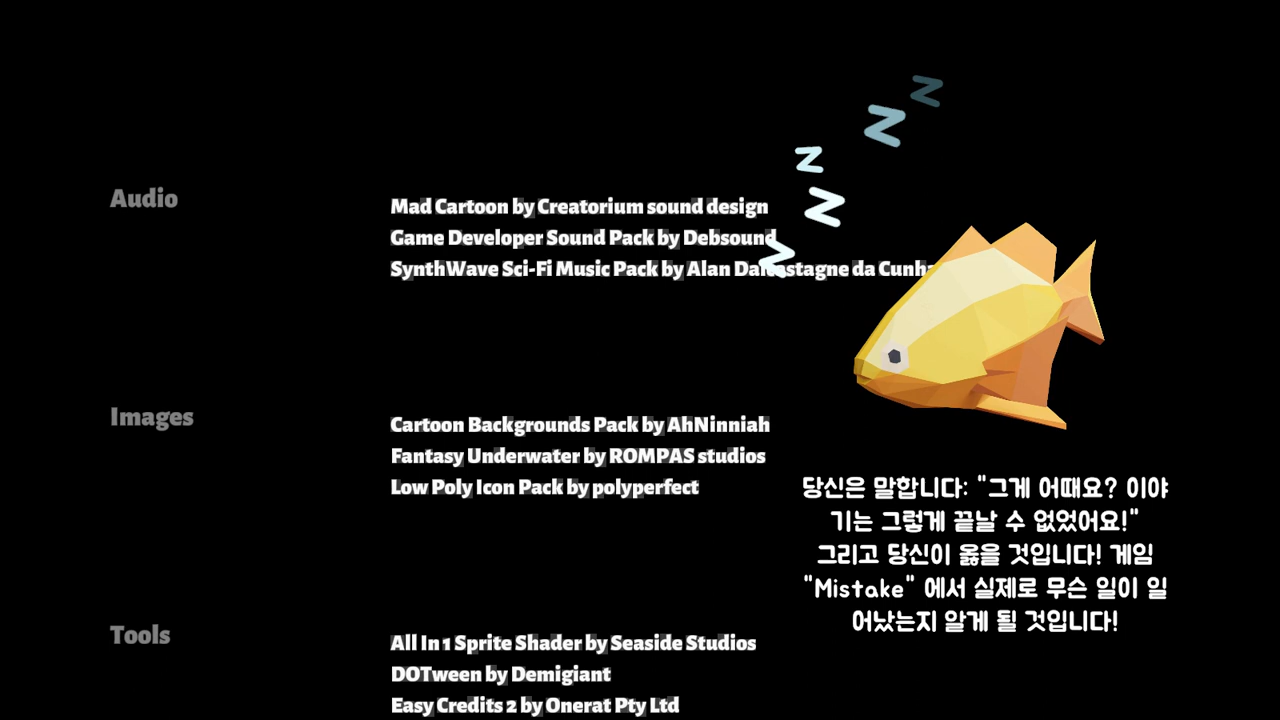 Audio
Mad Cartoon by Creatorium sound design
Game Developer Sound Pack by Debsound
SynthWave Sci-Fi Music Pack by Alan Dalcastagne da Cunha
Images
Cartoon Backgrounds Pack by AhNinniah
Fantasy Underwater by ROMPAS studios
Low Poly Icon Pack by polyperfect
당신은 말합니다: "그게 어때요? 이야
기는 그렇게 끝날 수 없었어요!"
그리고 당신이 옳을 것입니다! 게임
"Mistake" 에서 실제로 무슨 일이 일
어났는지 알게 될 것입니다!
Tools
All In 1 Sprite Shader by Seaside Studios
DOTween by Demigiant
Easy Credits 2 by Onerat Pty Ltd